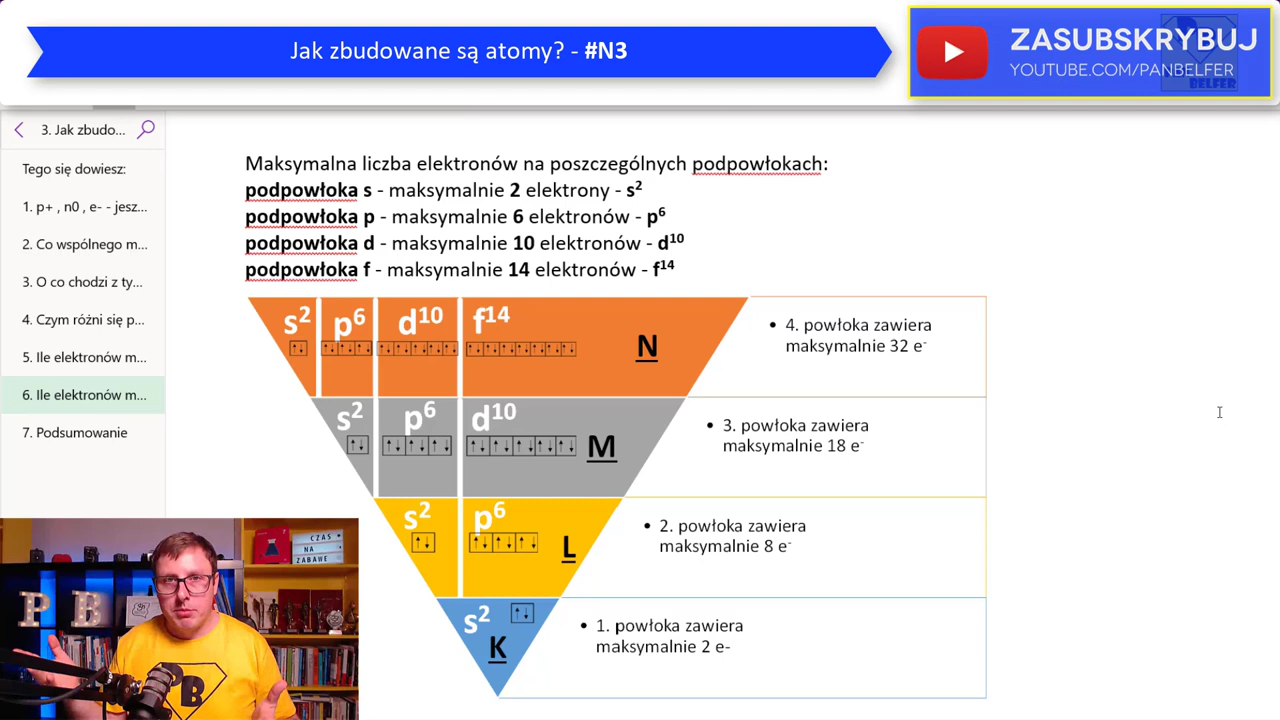 Jak zbudowane są atomy? - #N3
ZASUBSKRYBUJ
YOUTUBE.COM/PANBELFER
BELFER
3. Jak zbudo...
Tego się dowiesz:
1. p+ , n0 , e- - jesz...
2. Co wspólnego m...
3. O co chodzi z ty...
4. Czym różni się p...
5. Ile elektronów m...
6. Ile elektronów m...
7. Podsumowanie
Maksymalna liczba elektronów na poszczególnych podpowłokach:
podpowłoka s - maksymalnie 2 elektrony - s²
podpowłoka p - maksymalnie 6 elektronów - p⁶
podpowłoka d - maksymalnie 10 elektronów - d¹⁰
podpowłoka f - maksymalnie 14 elektronów - f¹⁴
s² p⁶ d¹⁰ f¹⁴ N
• 4. powłoka zawiera
maksymalnie 32 e⁻
s² p⁶ d¹⁰ M
• 3. powłoka zawiera
maksymalnie 18 e⁻
s² p⁶ L
• 2. powłoka zawiera
maksymalnie 8 e⁻
s² K
• 1. powłoka zawiera
maksymalnie 2 e-
CZAS
NA
ZABAWĘ
P B
PB